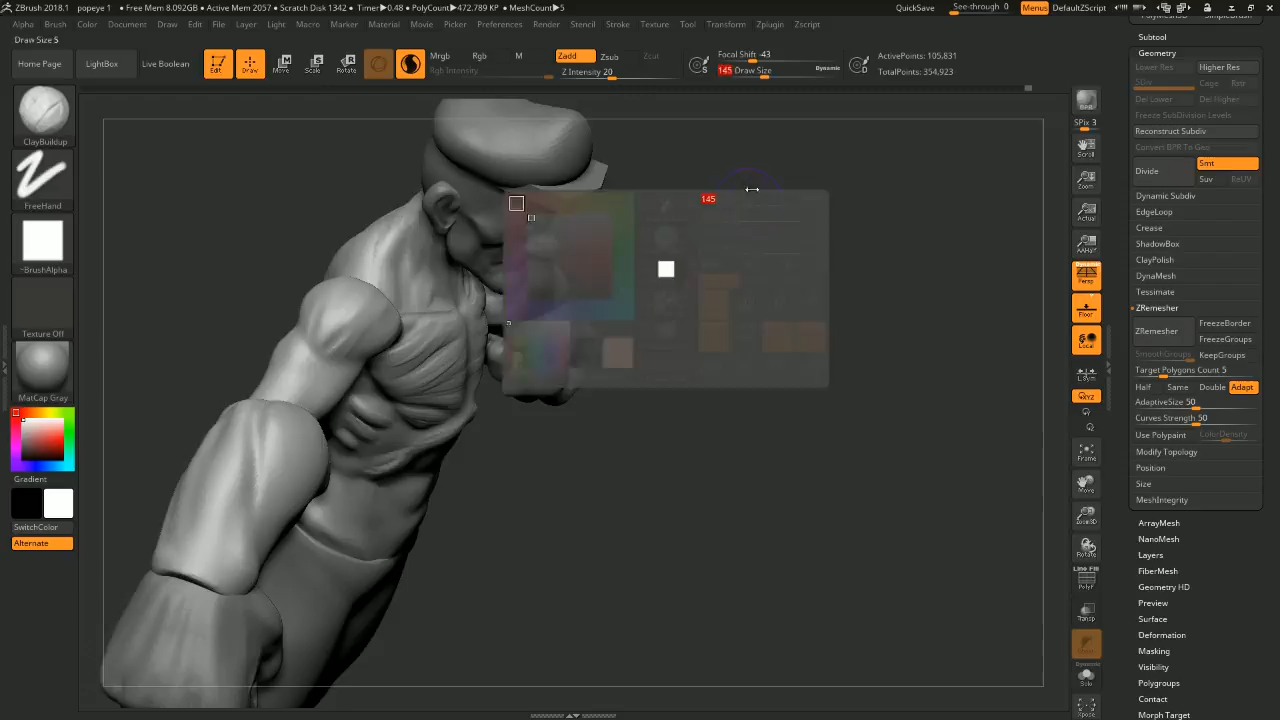 ZBrush 2018.1 popeye 1 • Free Mem 8.092GB • Active Mem 2057 • Scratch Disk 1342 • Timer▸0.48 • PolyCount▸472.789 KP • MeshCount▸5
QuickSave See-through 0 Menus DefaultZScript
Alpha Brush Color Document Draw Edit File Layer Light Macro Marker Material Movie Picker Preferences Render Stencil Stroke Texture Tool Transform Zplugin Zscript
Draw Size S
Home Page LightBox Live Boolean Edit Draw Move Scale Rotate
Mrgb Rgb M Zadd Zsub Zcut
Rgb Intensity Z Intensity 20
Focal Shift -43
145 Draw Size Dynamic
S D
ActivePoints: 105,831
TotalPoints: 354,923
ClayBuildup
FreeHand
~BrushAlpha
Texture Off
MatCap Gray
Gradient
SwitchColor
Alternate
145
BPR
SPix 3
Scroll
Zoom
Actual
AAHalf
Dynamic
Persp
Floor
Local
L.Sym
XYZ
Frame
Move
Zoom3D
Rotate
Line Fill
PolyF
Transp
Dynamic
Solo
Xpose
PolyMesh3D SimpleBrush
Subtool
Geometry
Lower Res Higher Res
SDiv Cage Rstr
Del Lower Del Higher
Freeze SubDivision Levels
Reconstruct Subdiv
Convert BPR To Geo
Divide Smt
Suv ReUV
Dynamic Subdiv
EdgeLoop
Crease
ShadowBox
ClayPolish
DynaMesh
Tessimate
ZRemesher
ZRemesher FreezeBorder
FreezeGroups
SmoothGroups KeepGroups
Target Polygons Count 5
Half Same Double Adapt
AdaptiveSize 50
Curves Strength 50
Use Polypaint ColorDensity
Modify Topology
Position
Size
MeshIntegrity
ArrayMesh
NanoMesh
Layers
FiberMesh
Geometry HD
Preview
Surface
Deformation
Masking
Visibility
Polygroups
Contact
Morph Target